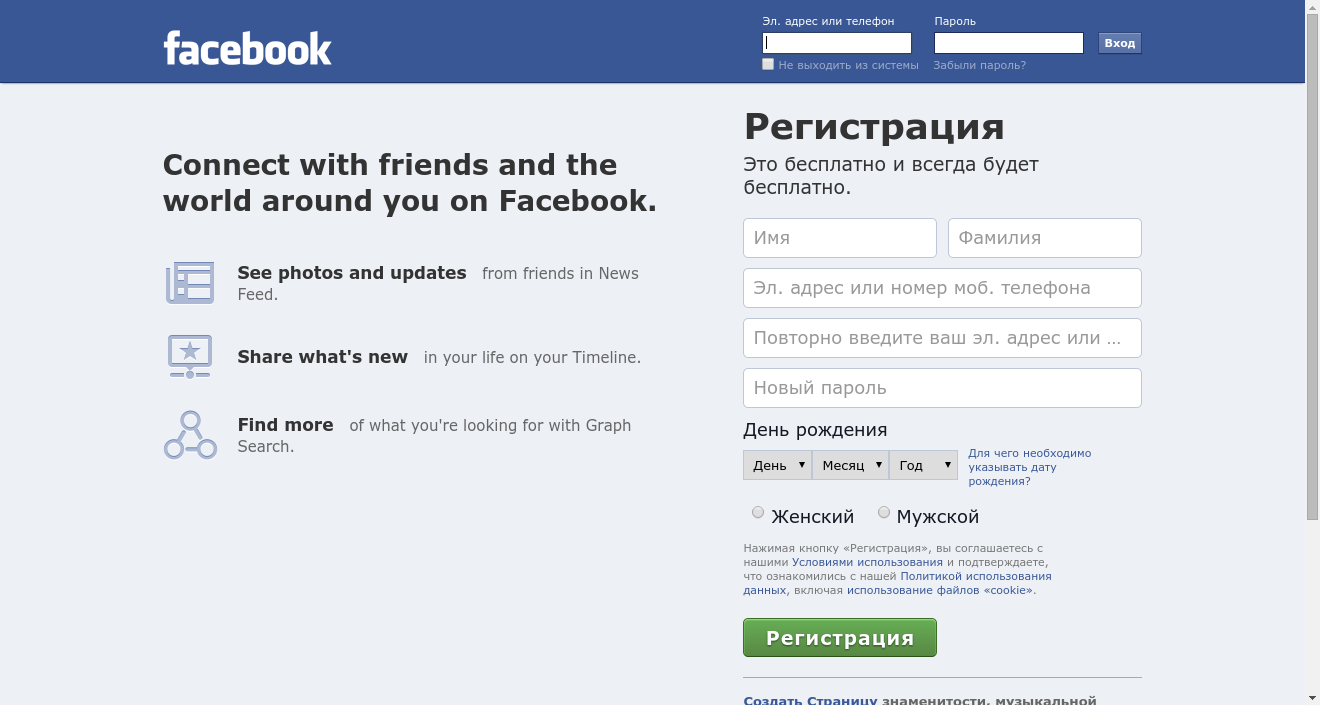 facebook
Эл. адрес или телефон
Пароль
Вход
Не выходить из системы
Забыли пароль?
Connect with friends and the
world around you on Facebook.
See photos and updates from friends in News
Feed.
Share what's new in your life on your Timeline.
Find more of what you're looking for with Graph
Search.
Регистрация
Это бесплатно и всегда будет
бесплатно.
Имя
Фамилия
Эл. адрес или номер моб. телефона
Повторно введите ваш эл. адрес или ...
Новый пароль
День рождения
День
Месяц
Год
Для чего необходимо
указывать дату
рождения?
Женский
Мужской
Нажимая кнопку «Регистрация», вы соглашаетесь с
нашими Условиями использования и подтверждаете,
что ознакомились с нашей Политикой использования
данных, включая использование файлов «cookie».
Регистрация
Создать Страницу знаменитости, музыкальной